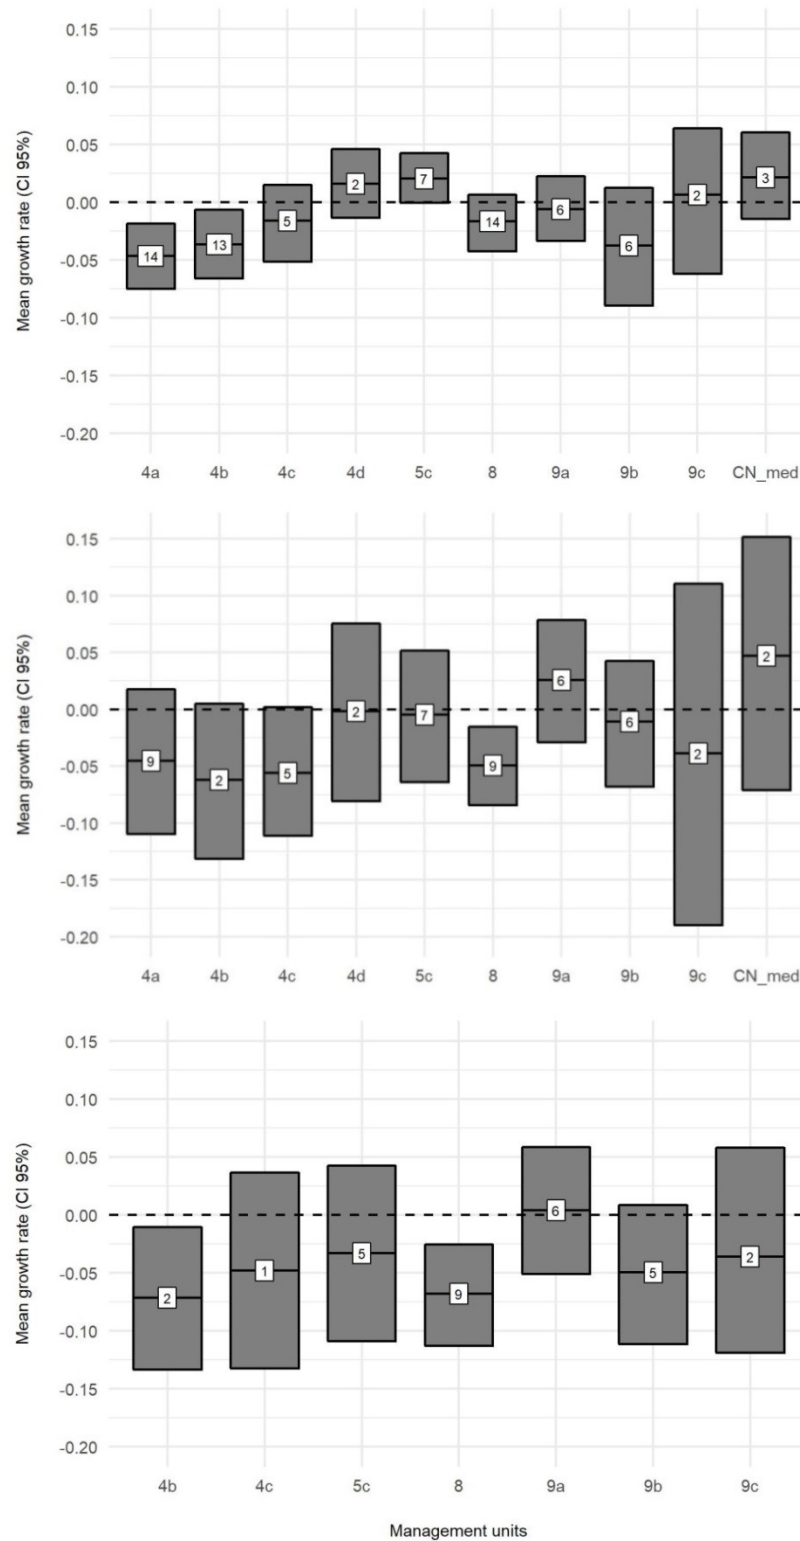 Mean growth rate (CI 95%)
0.15
0.10
0.05
0.00
-0.05
-0.10
-0.15
-0.20
14 13 5 2 7 14 6 6 2 3
4a 4b 4c 4d 5c 8 9a 9b 9c CN_med
Mean growth rate (CI 95%)
0.15
0.10
0.05
0.00
-0.05
-0.10
-0.15
-0.20
9 2 5 2 7 9 6 6 2 2
4a 4b 4c 4d 5c 8 9a 9b 9c CN_med
Mean growth rate (CI 95%)
0.15
0.10
0.05
0.00
-0.05
-0.10
-0.15
-0.20
2 1 5 9 6 5 2
4b 4c 5c 8 9a 9b 9c
Management units